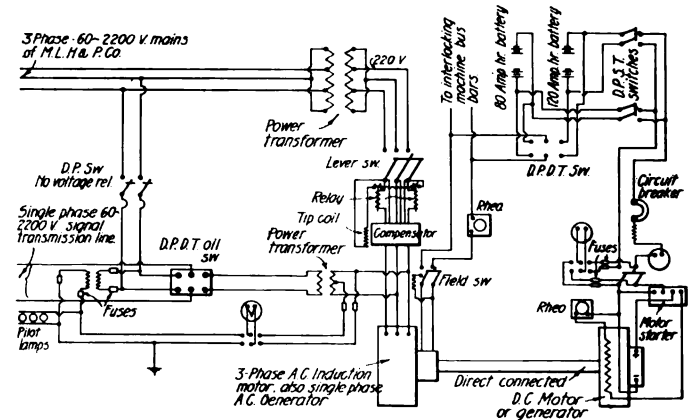 3 Phase-60~2200 V. mains
of M.L.H.& P. Co.
220 V
Power
transformer
To interlocking
machine bus
bars
80 Amp hr battery
120 Amp hr battery
D.P.S.T.
switches
D.P. Sw
No voltage rel.
Lever sw.
Relay
Tip coil
Compensator
Rheo
D.P.D.T. Sw.
Circuit
breaker
Single phase 60~
2200 V. signal
transmission line.
D.P.D.T oil
sw
Power
transformer
Field sw
Fuses
Fuses
Pilot
lamps
Rheo
Motor
starter
3-Phase A.C. Induction
motor, also single phase
A.C. Generator
Direct connected
D.C. Motor
or generator